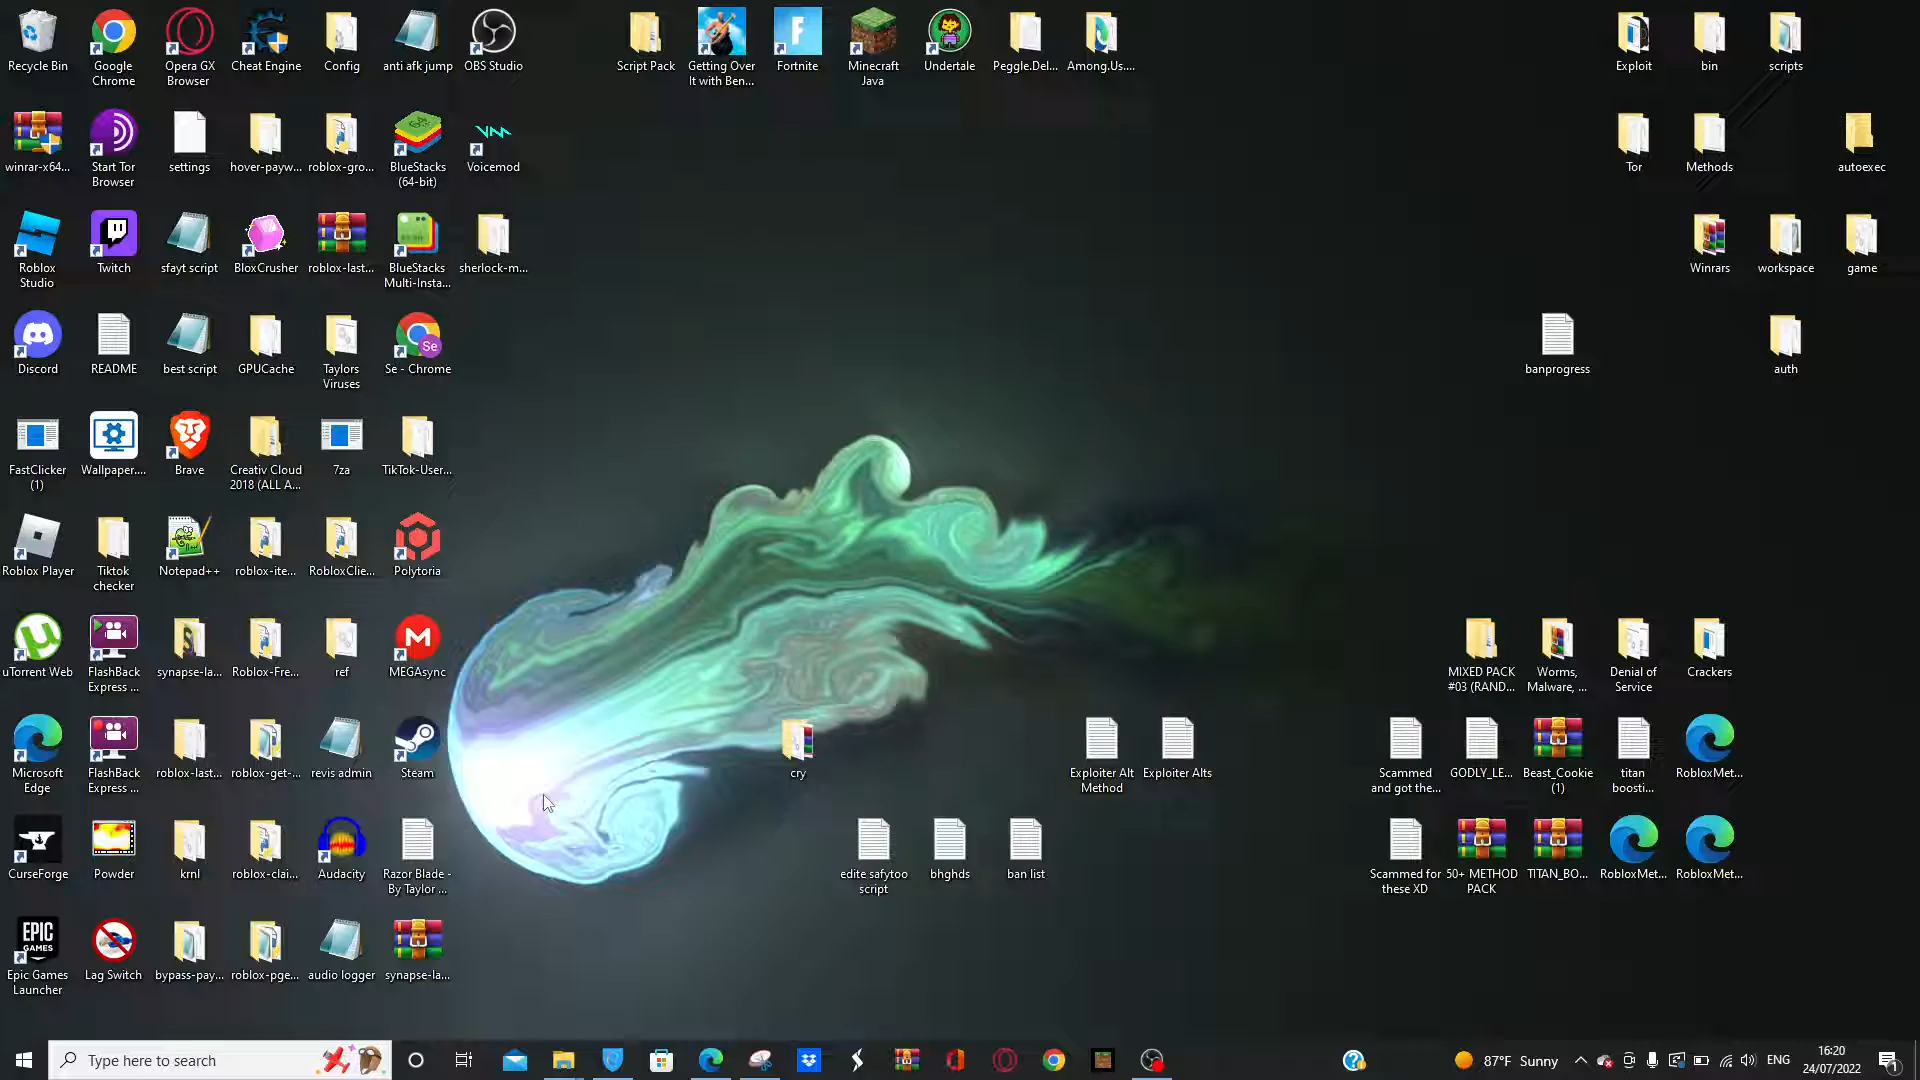 Recycle Bin
Google
Chrome
Opera GX
Browser
Cheat Engine
Config
anti afk jump
OBS Studio
Script Pack
Getting Over
It with Ben...
Fortnite
Minecraft
Java
Undertale
Peggle.Del...
Among.Us....
Exploit
bin
scripts
winrar-x64...
Start Tor
Browser
settings
hover-payw...
roblox-gro...
64
BlueStacks
(64-bit)
Voicemod
Tor
Methods
autoexec
Roblox
Studio
Twitch
sfayt script
BloxCrusher
roblox-last...
BlueStacks
Multi-Insta...
sherlock-m...
Winrars
workspace
game
Discord
README
best script
GPUCache
Taylors
Viruses
Se
Se - Chrome
banprogress
auth
FastClicker
(1)
Wallpaper....
Brave
Creativ Cloud
2018 (ALL A...
7za
TikTok-User...
Roblox Player
Tiktok
checker
Notepad++
roblox-ite...
RobloxClie...
Polytoria
uTorrent Web
FlashBack
Express ...
synapse-la...
Roblox-Fre...
ref
MEGAsync
MIXED PACK
#03 (RAND...
Worms,
Malware, ...
Denial of
Service
Crackers
Microsoft
Edge
FlashBack
Express ...
roblox-last...
roblox-get-...
revis admin
Steam
cry
Exploiter Alt
Method
Exploiter Alts
Scammed
and got the...
GODLY_LE...
Beast_Cookie
(1)
titan
boosti...
RobloxMet...
CurseForge
Powder
krnl
roblox-clai...
Audacity
Razor Blade -
By Taylor ...
edite safytoo
script
bhghds
ban list
Scammed for
these XD
50+ METHOD
PACK
TITAN_BO...
RobloxMet...
RobloxMet...
EPIC
GAMES
Epic Games
Launcher
Lag Switch
bypass-pay...
roblox-pge...
audio logger
synapse-la...
Type here to search
87°F Sunny
ENG
16:20
24/07/2022
1